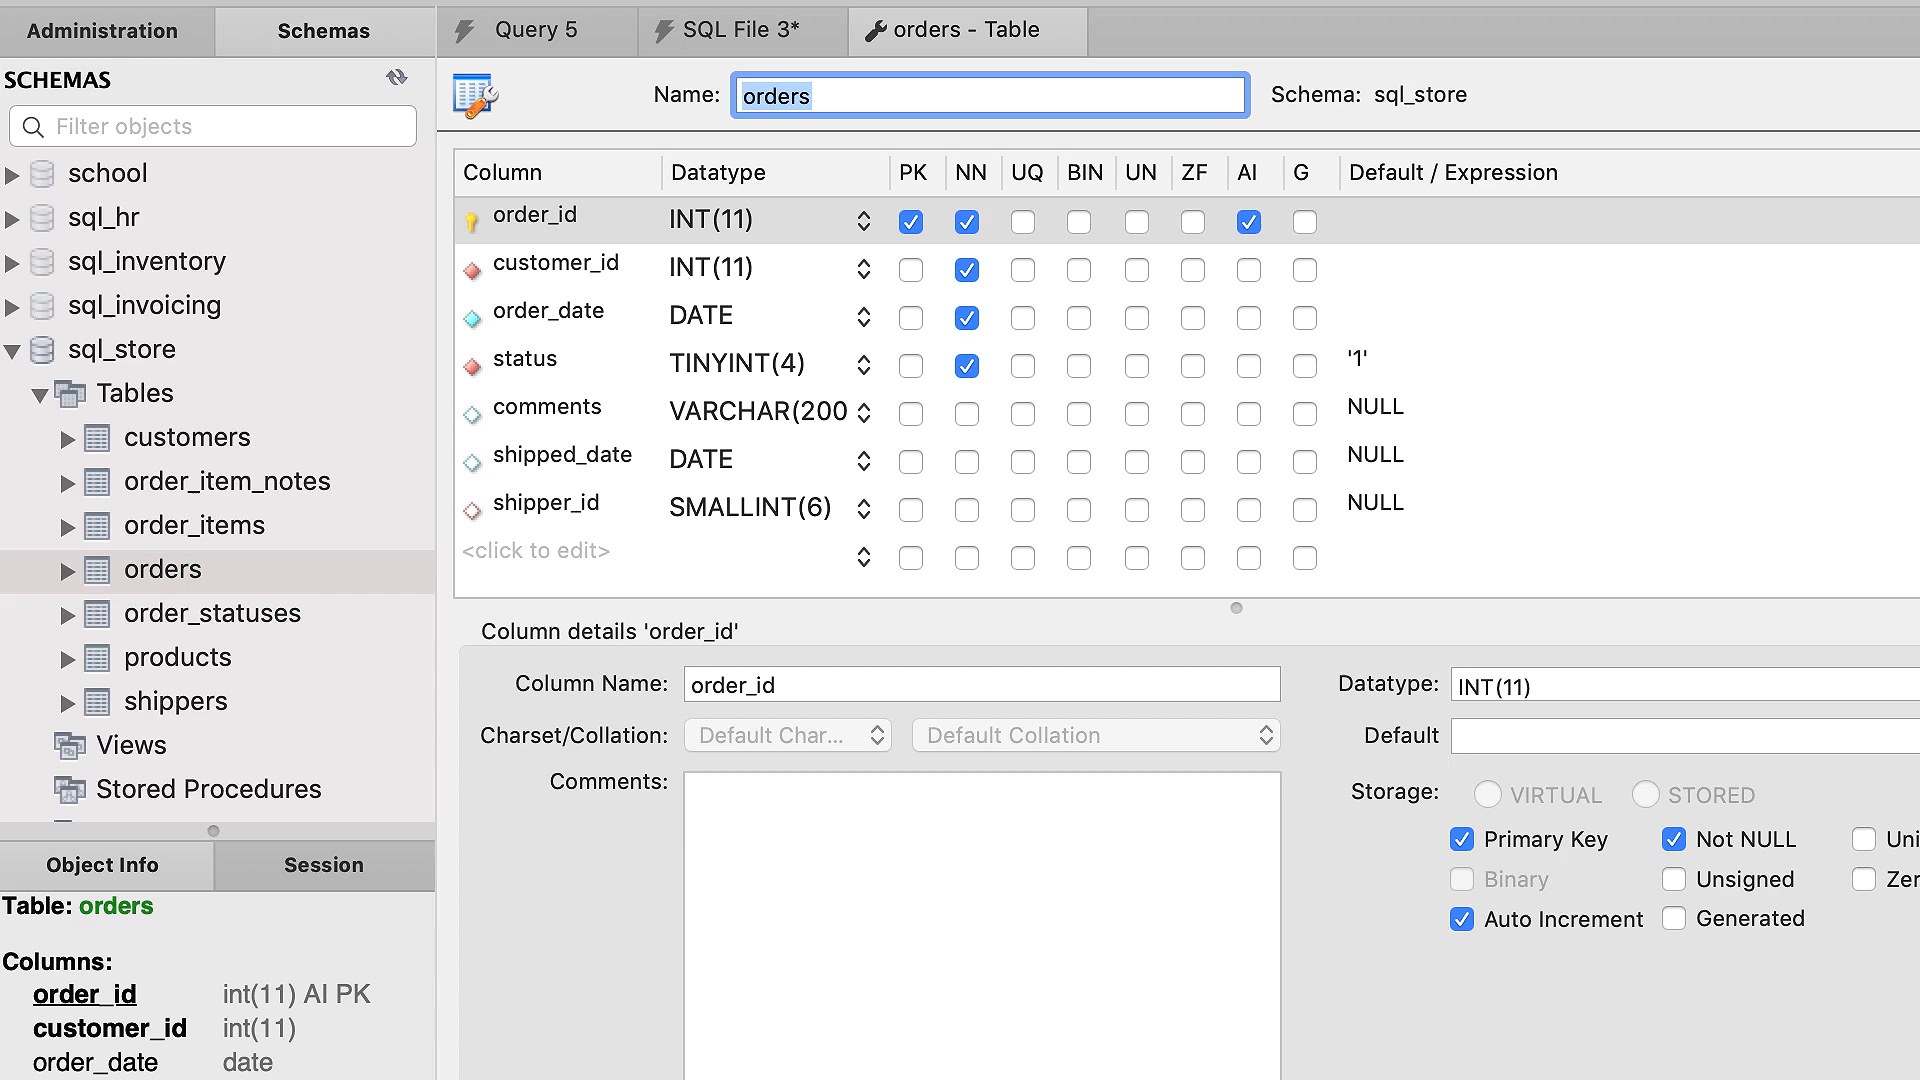 Administration
Schemas
Query 5
SQL File 3*
orders - Table
SCHEMAS
Filter objects
school
sql_hr
sql_inventory
sql_invoicing
sql_store
Tables
customers
order_item_notes
order_items
orders
order_statuses
products
shippers
Views
Stored Procedures
Object Info
Session
Table: orders
Columns:
order_id int(11) AI PK
customer_id int(11)
order_date date
Name: orders
Schema: sql_store
Column Datatype PK NN UQ BIN UN ZF AI G Default / Expression
order_id INT(11)
customer_id INT(11)
order_date DATE
status TINYINT(4) '1'
comments VARCHAR(200 NULL
shipped_date DATE NULL
shipper_id SMALLINT(6) NULL
<click to edit>
Column details 'order_id'
Column Name: order_id
Datatype: INT(11)
Charset/Collation: Default Char... Default Collation
Default
Comments:
Storage: VIRTUAL STORED
Primary Key Not NULL Uni
Binary Unsigned Zer
Auto Increment Generated